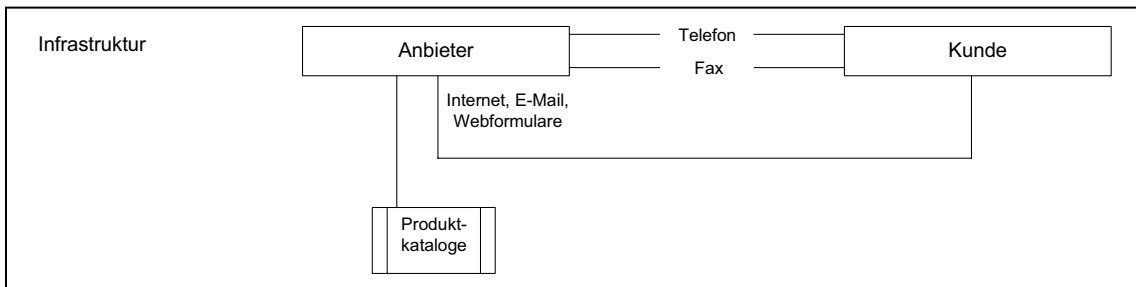 Infrastruktur
Anbieter
Telefon
Fax
Kunde
Internet, E-Mail,
Webformulare
Produkt-
kataloge